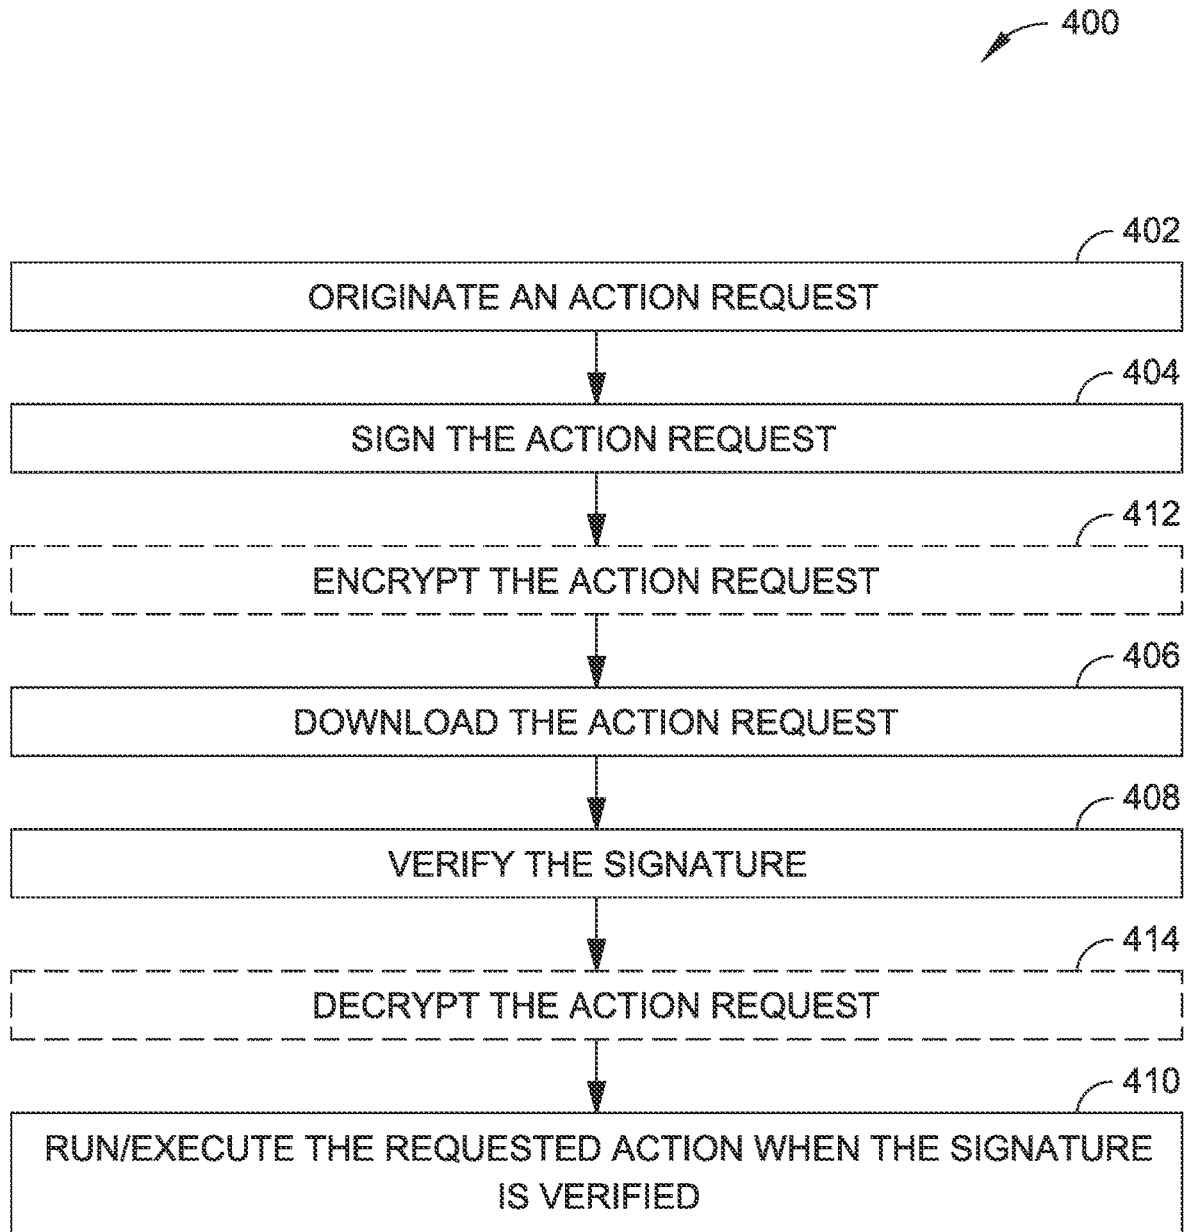 400
402
ORIGINATE AN ACTION REQUEST
404
SIGN THE ACTION REQUEST
412
ENCRYPT THE ACTION REQUEST
406
DOWNLOAD THE ACTION REQUEST
408
VERIFY THE SIGNATURE
414
DECRYPT THE ACTION REQUEST
410
RUN/EXECUTE THE REQUESTED ACTION WHEN THE SIGNATURE
IS VERIFIED